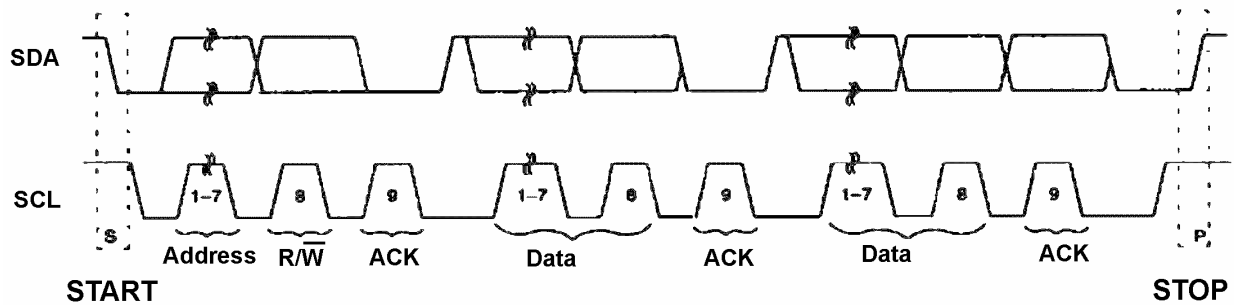 SDA
SCL
1-7 8 9 1-7 8 9 1-7 8 9
S P
Address R/W̅ ACK Data ACK Data ACK
START STOP